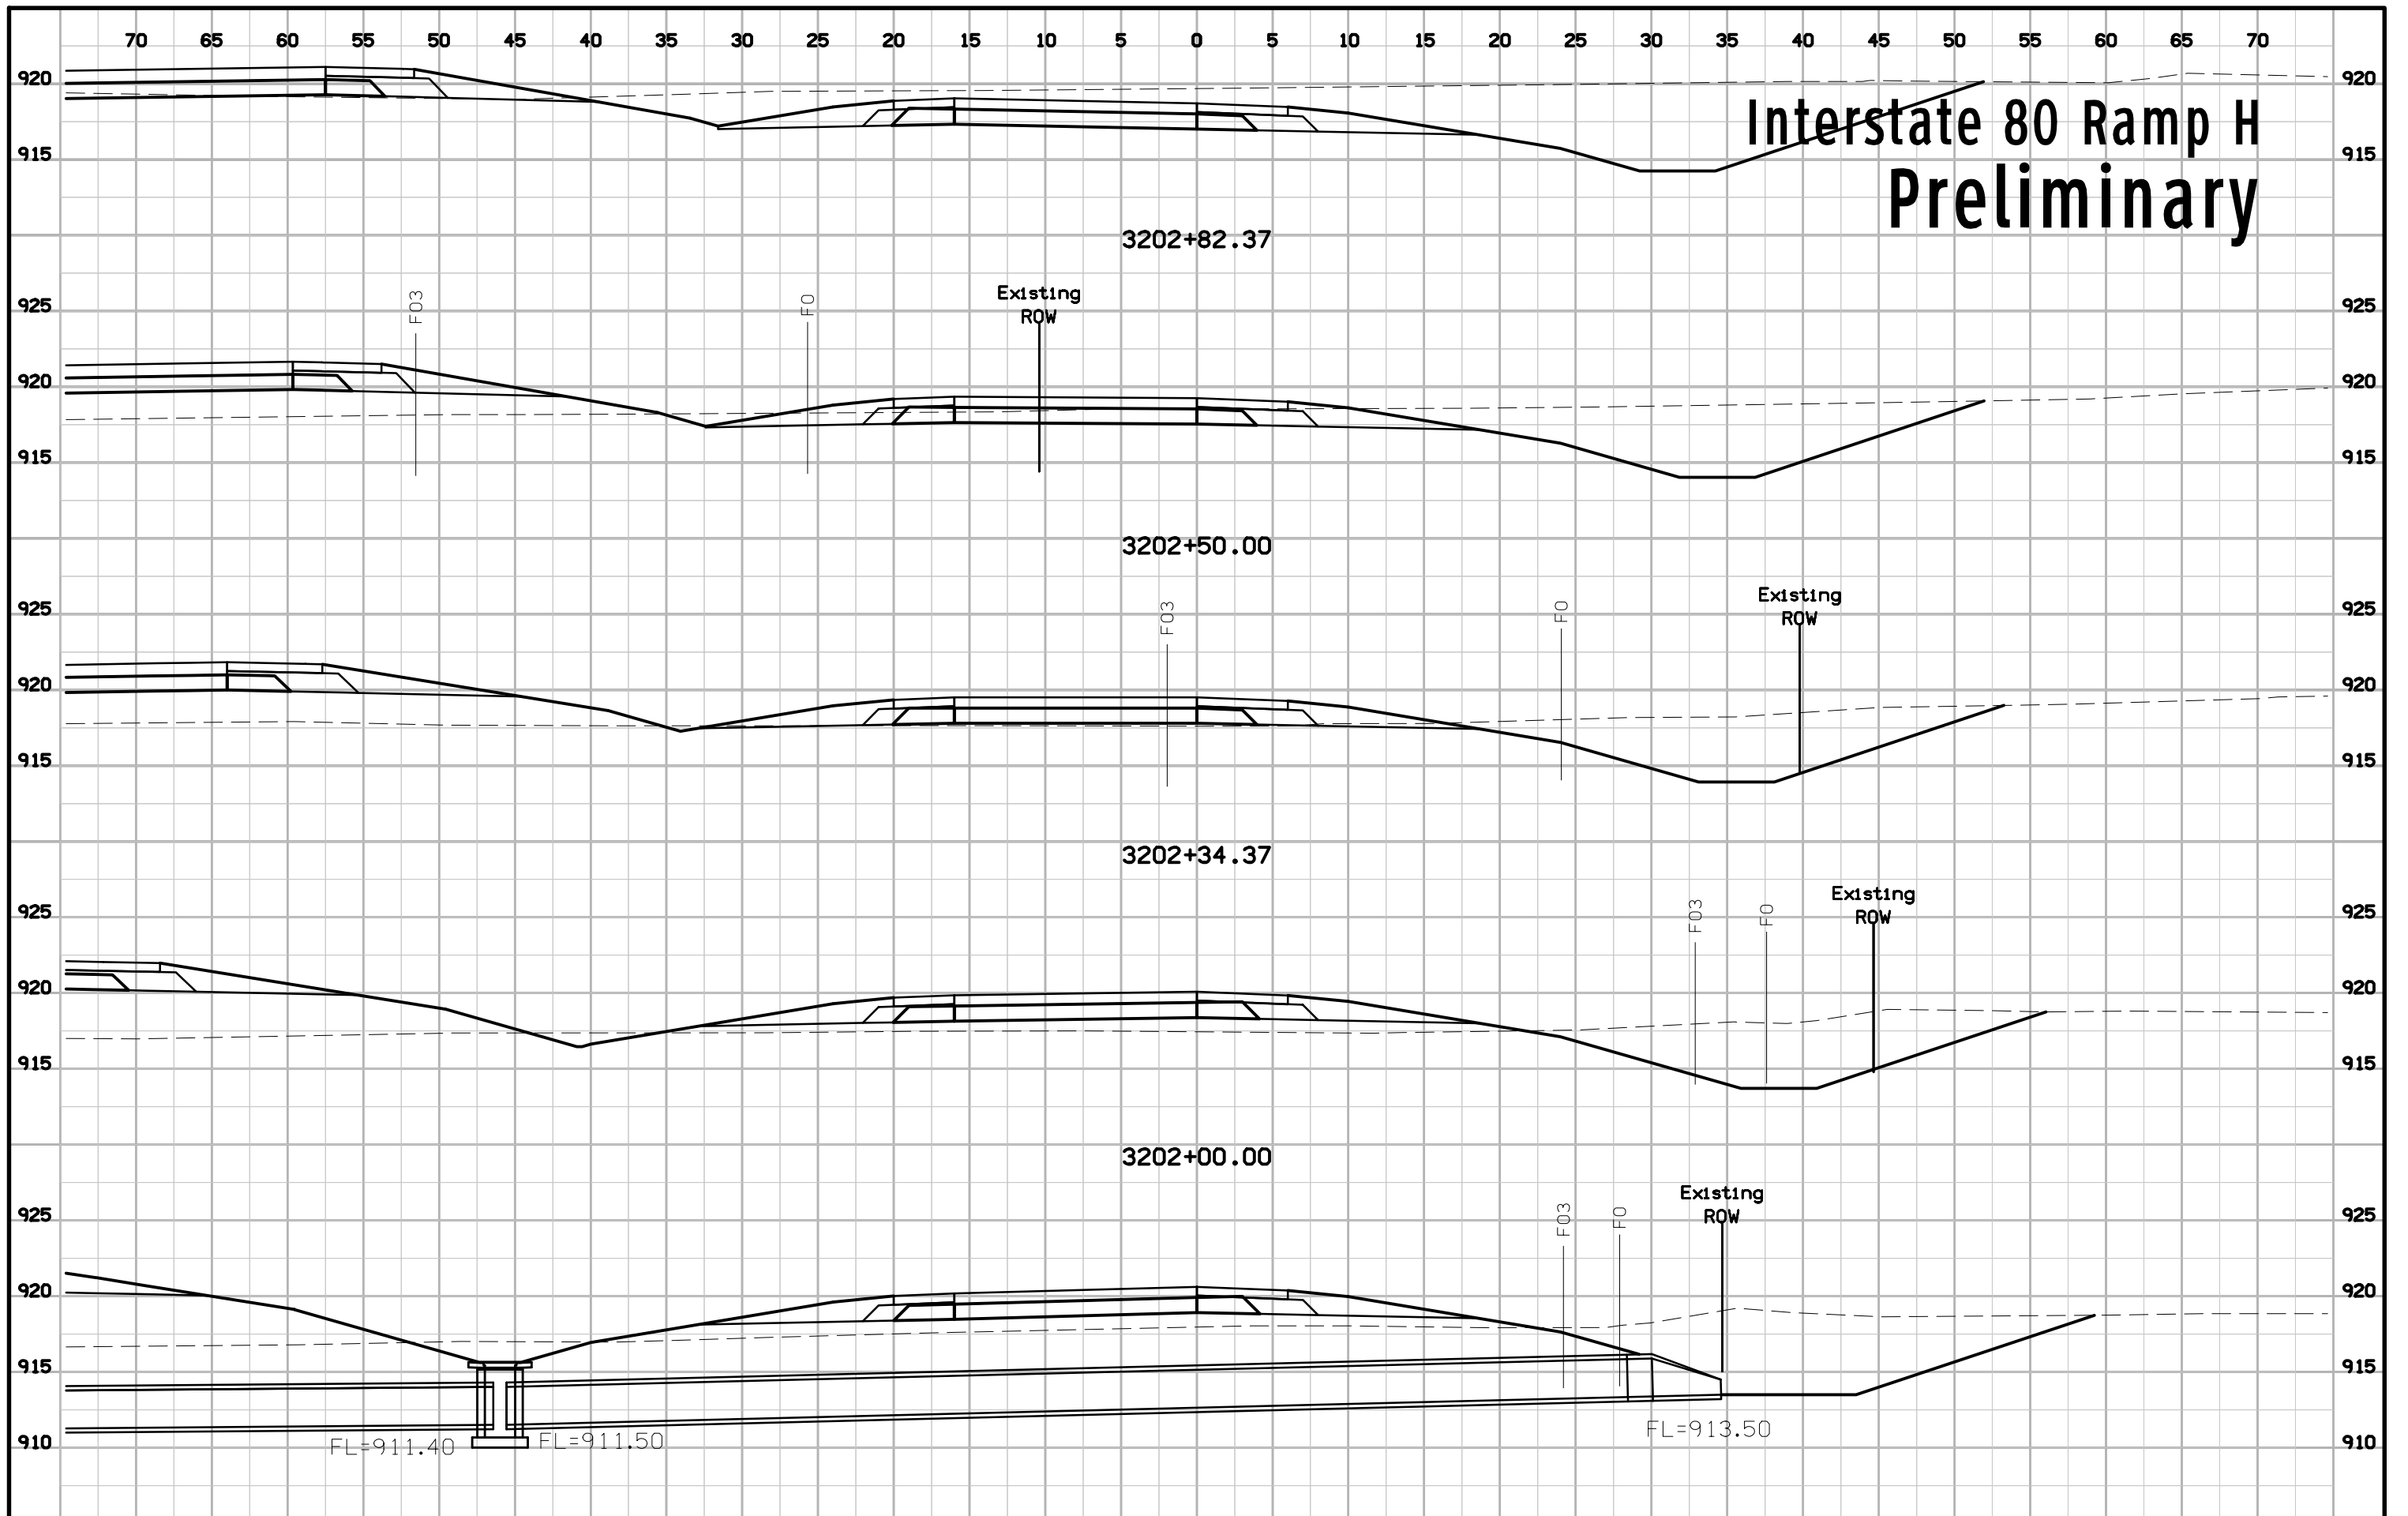 70 65 60 55 50 45 40 35 30 25 20 15 10 5 0 5 10 15 20 25 30 35 40 45 50 55 60 65 70
920 920
Interstate 80 Ramp H
915 915
Preliminary
3202+82.37
F03 F0 Existing
ROW
925 925
920 920
915 915
3202+50.00
F03 F0 Existing
ROW
925 925
920 920
915 915
3202+34.37
F03 F0 Existing
ROW
925 925
920 920
915 915
3202+00.00
F03 F0 Existing
ROW
925 925
920 920
915 915
FL=913.50
910 FL=911.40 FL=911.50 910